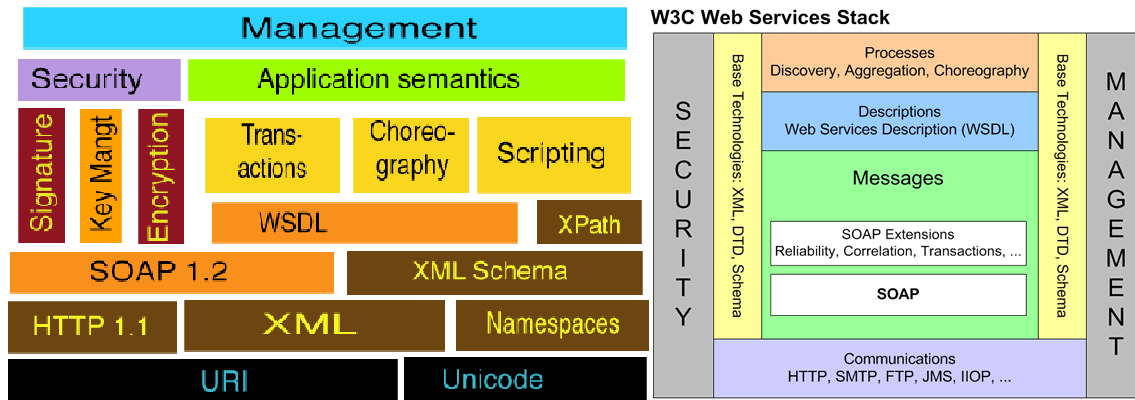 Management
Security
Application semantics
Signature
Key Mangt
Encryption
Trans-
actions
Choreo-
graphy
Scripting
WSDL
XPath
SOAP 1.2
XML Schema
HTTP 1.1
XML
Namespaces
URI
Unicode
W3C Web Services Stack
SECURITY
Base Technologies: XML, DTD, Schema
Processes
Discovery, Aggregation, Choreography
Descriptions
Web Services Description (WSDL)
Messages
SOAP Extensions
Reliability, Correlation, Transactions, ...
SOAP
Base Technologies: XML, DTD, Schema
MANAGEMENT
Communications
HTTP, SMTP, FTP, JMS, IIOP, ...